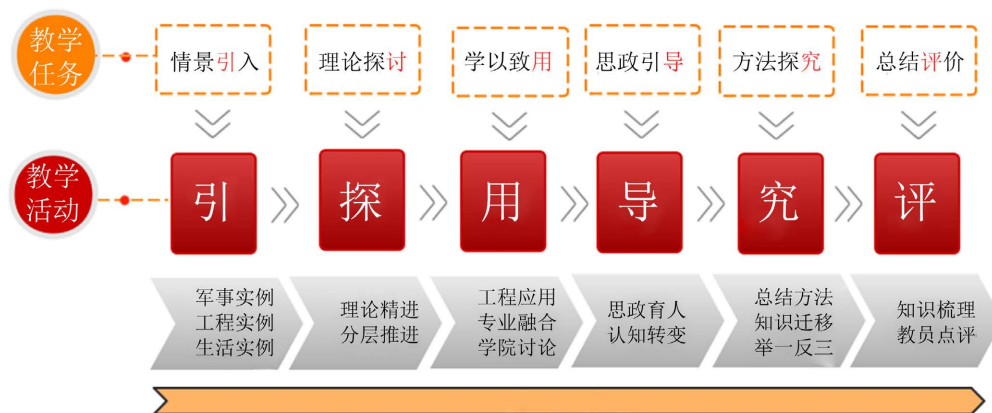 教学
任务
情景引入
理论探讨
学以致用
思政引导
方法探究
总结评价
教学
活动
引
探
用
导
究
评
军事实例
工程实例
生活实例
理论精进
分层推进
工程应用
专业融合
学院讨论
思政育人
认知转变
总结方法
知识迁移
举一反三
知识梳理
教员点评